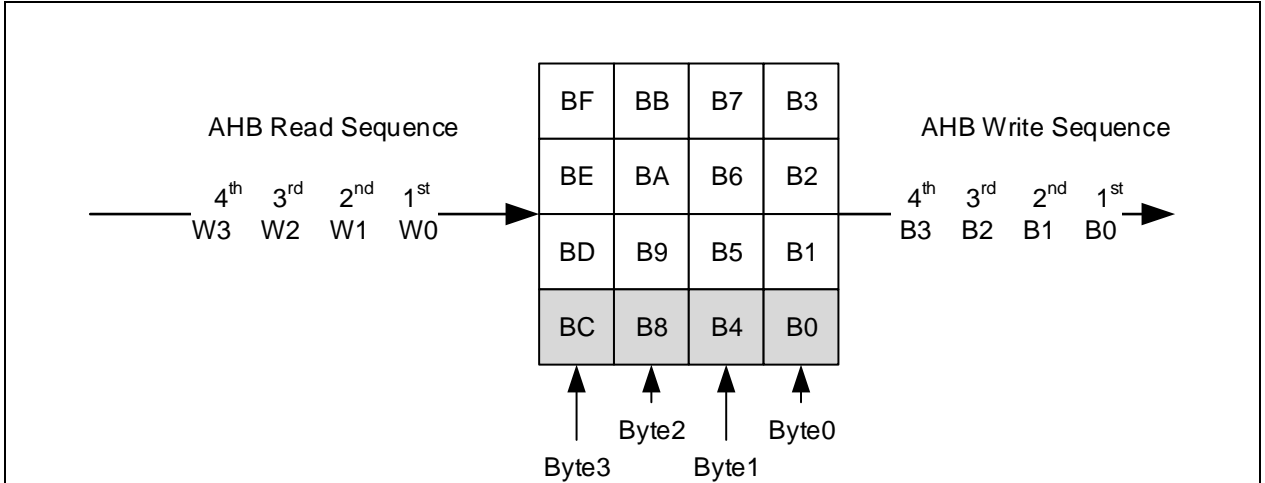 BF BB B7 B3
AHB Read Sequence
AHB Write Sequence
BE BA B6 B2
4th 3rd 2nd 1st
W3 W2 W1 W0
4th 3rd 2nd 1st
B3 B2 B1 B0
BD B9 B5 B1
BC B8 B4 B0
Byte2 Byte0
Byte3 Byte1